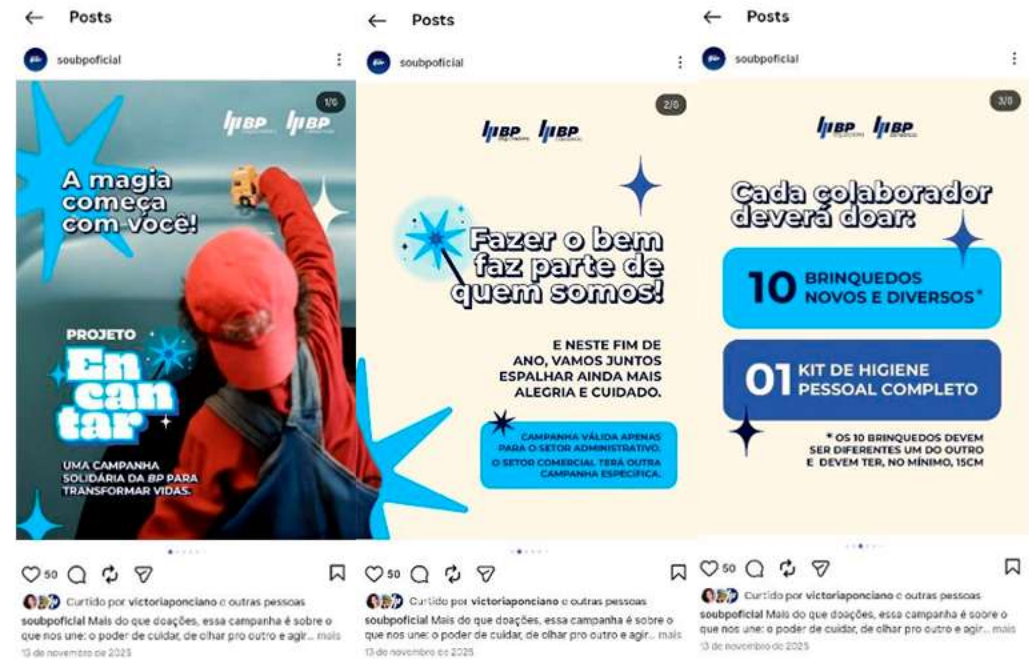 ← Posts
soubpoficial
1/6
BP BP
A magia
começa
com você!
PROJETO
En
can
tar
UMA CAMPANHA
SOLIDÁRIA DA BP PARA
TRANSFORMAR VIDAS.
50
Curtido por victoriaponciano e outras pessoas
soubpoficial Mais do que doações, essa campanha é sobre o
que nos une: o poder de cuidar, de olhar pro outro e agir... mais
13 de novembro de 2025
← Posts
soubpoficial
2/6
BP BP
Fazer o bem
faz parte de
quem somos!
E NESTE FIM DE
ANO, VAMOS JUNTOS
ESPALHAR AINDA MAIS
ALEGRIA E CUIDADO.
CAMPANHA VÁLIDA APENAS
PARA O SETOR ADMINISTRATIVO.
O SETOR COMERCIAL TERÁ OUTRA
CAMPANHA ESPECÍFICA.
50
Curtido por victoriaponciano e outras pessoas
soubpoficial Mais do que doações, essa campanha é sobre o
que nos une: o poder de cuidar, de olhar pro outro e agir... mais
13 de novembro de 2025
← Posts
soubpoficial
3/6
BP BP
Cada colaborador
deverá doar:
10 BRINQUEDOS
NOVOS E DIVERSOS*
01 KIT DE HIGIENE
PESSOAL COMPLETO
* OS 10 BRINQUEDOS DEVEM
SER DIFERENTES UM DO OUTRO
E DEVEM TER, NO MÍNIMO, 15CM
50
Curtido por victoriaponciano e outras pessoas
soubpoficial Mais do que doações, essa campanha é sobre o
que nos une: o poder de cuidar, de olhar pro outro e agir... mais
13 de novembro de 2025